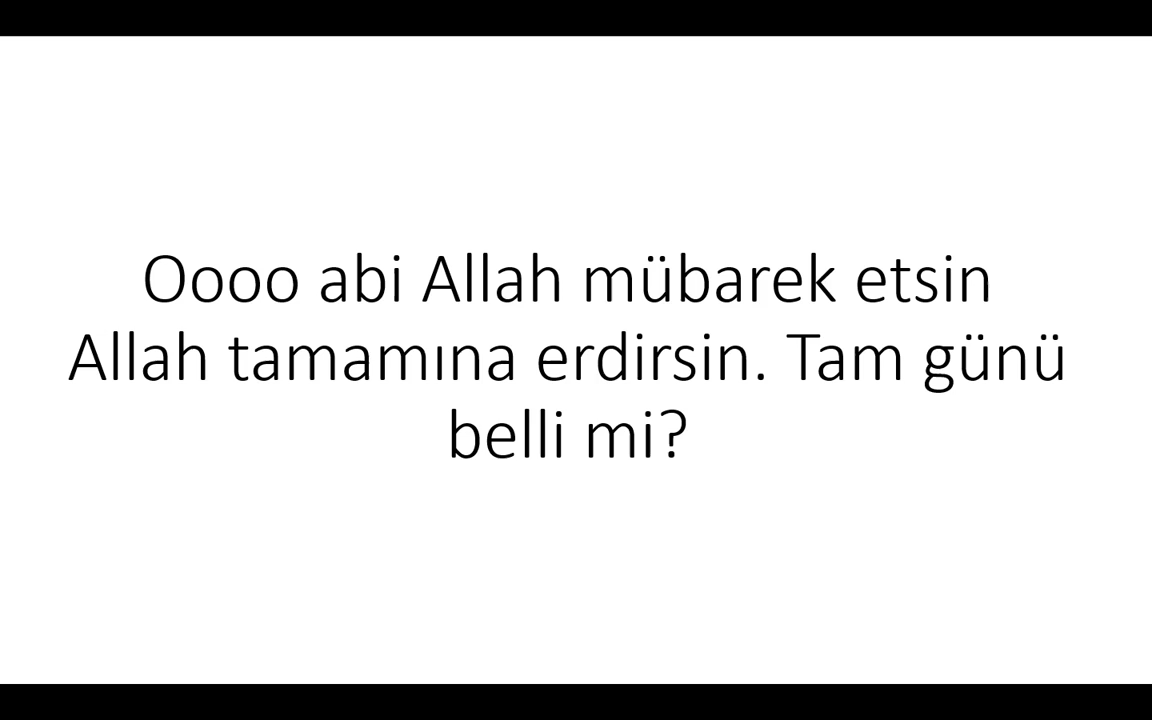 Oooo abi Allah mübarek etsin
Allah tamamına erdirsin. Tam günü
belli mi?